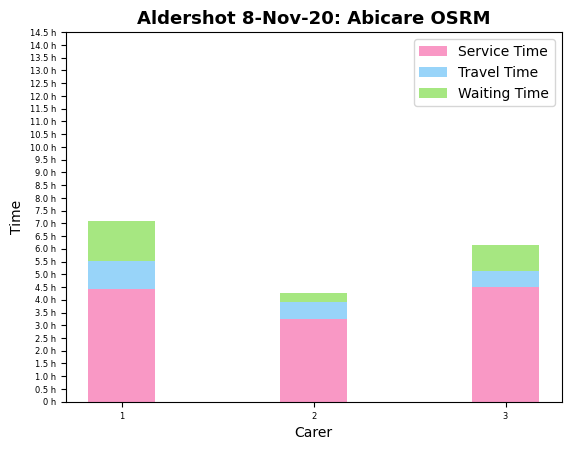 Aldershot 8-Nov-20: Abicare OSRM
Service Time
Travel Time
Waiting Time
Time
14.5 h
14.0 h
13.5 h
13.0 h
12.5 h
12.0 h
11.5 h
11.0 h
10.5 h
10.0 h
9.5 h
9.0 h
8.5 h
8.0 h
7.5 h
7.0 h
6.5 h
6.0 h
5.5 h
5.0 h
4.5 h
4.0 h
3.5 h
3.0 h
2.5 h
2.0 h
1.5 h
1.0 h
0.5 h
0 h
1 2 3
Carer